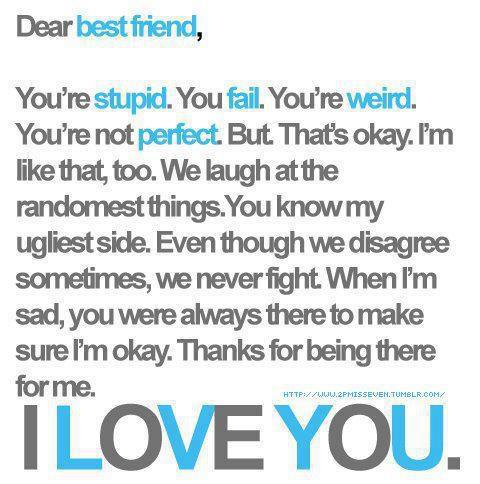 Dear best friend,
You're stupid. You fail. You're weird.
You're not perfect. But. That's okay. I'm
like that, too. We laugh at the
randomest things.You know my
ugliest side. Even though we disagree
sometimes, we never fight. When I'm
sad, you were always there to make
sure I'm okay. Thanks for being there
for me.
HTTP://WWW.2PMISSEVEN.TUMBLR.COM/
I LOVE YOU.